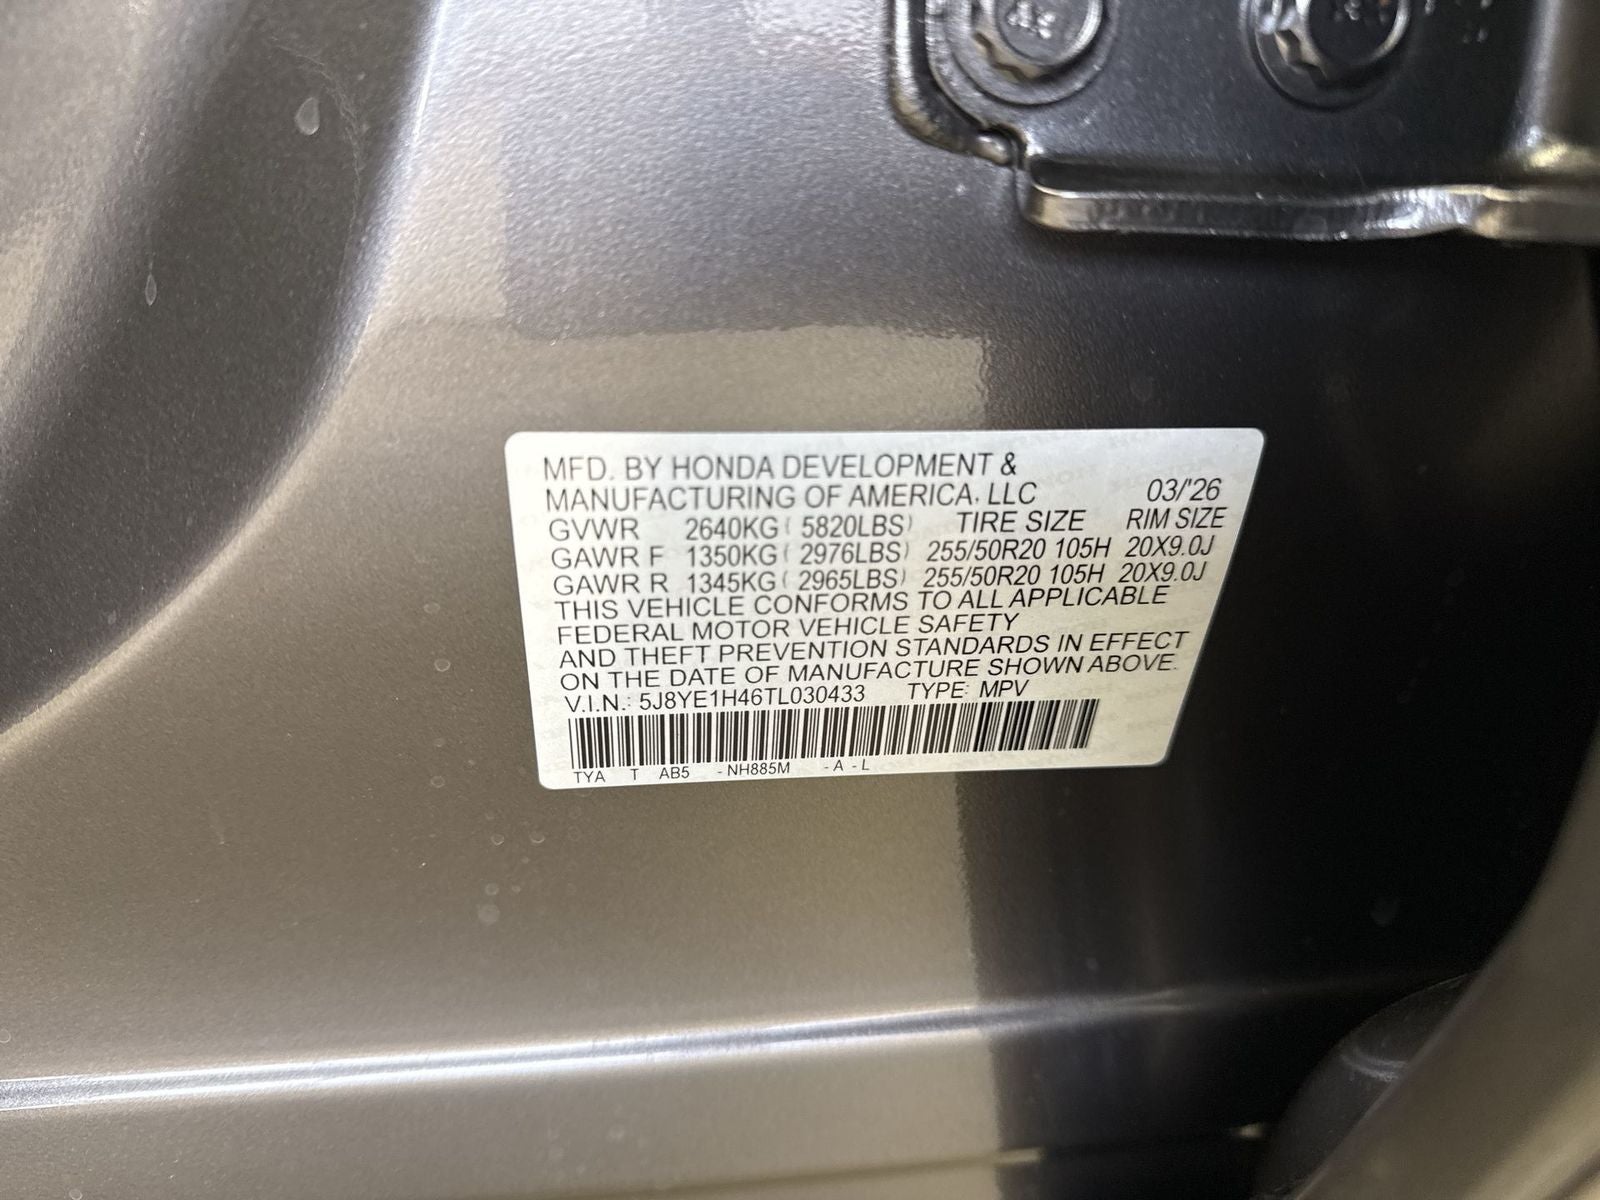 MFD. BY HONDA DEVELOPMENT &
MANUFACTURING OF AMERICA, LLC 03/'26
GVWR 2640KG ( 5820LBS) TIRE SIZE RIM SIZE
GAWR F 1350KG ( 2976LBS) 255/50R20 105H 20X9.0J
GAWR R 1345KG ( 2965LBS) 255/50R20 105H 20X9.0J
THIS VEHICLE CONFORMS TO ALL APPLICABLE
FEDERAL MOTOR VEHICLE SAFETY
AND THEFT PREVENTION STANDARDS IN EFFECT
ON THE DATE OF MANUFACTURE SHOWN ABOVE.
V.I.N.: 5J8YE1H46TL030433 TYPE: MPV
TYA T AB5 -NH885M -A -L